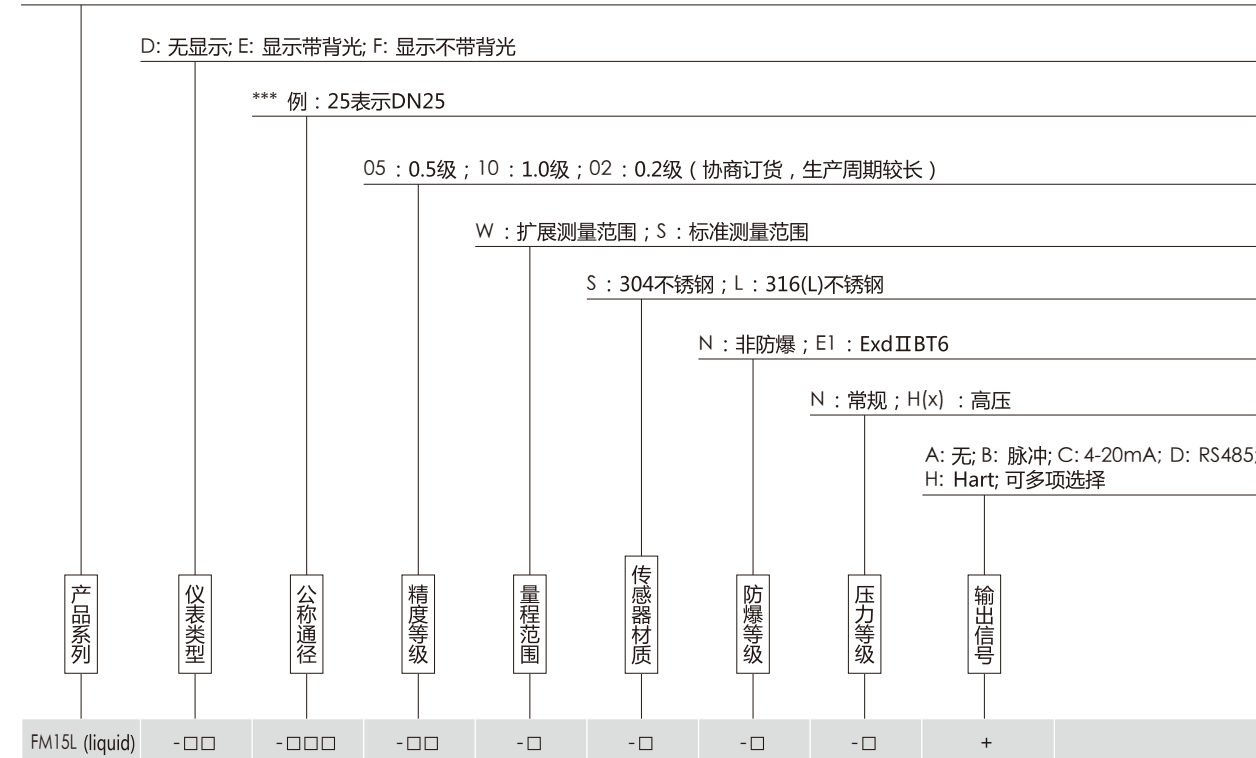 D: 无显示; E: 显示带背光; F: 显示不带背光
*** 例：25表示DN25
05 ：0.5级；10 ：1.0级；02 ：0.2级（协商订货，生产周期较长）
W ：扩展测量范围；S ：标准测量范围
S ：304不锈钢；L ：316(L)不锈钢
N ：非防爆；E1 ：ExdⅡBT6
N ：常规；H(x) ：高压
A: 无; B: 脉冲; C: 4-20mA; D: RS485;
H: Hart; 可多项选择
产品系列
仪表类型
公称通径
精度等级
量程范围
传感器材质
防爆等级
压力等级
输出信号
FM15L (liquid) -□□ -□□□ -□□ -□ -□ -□ -□ +